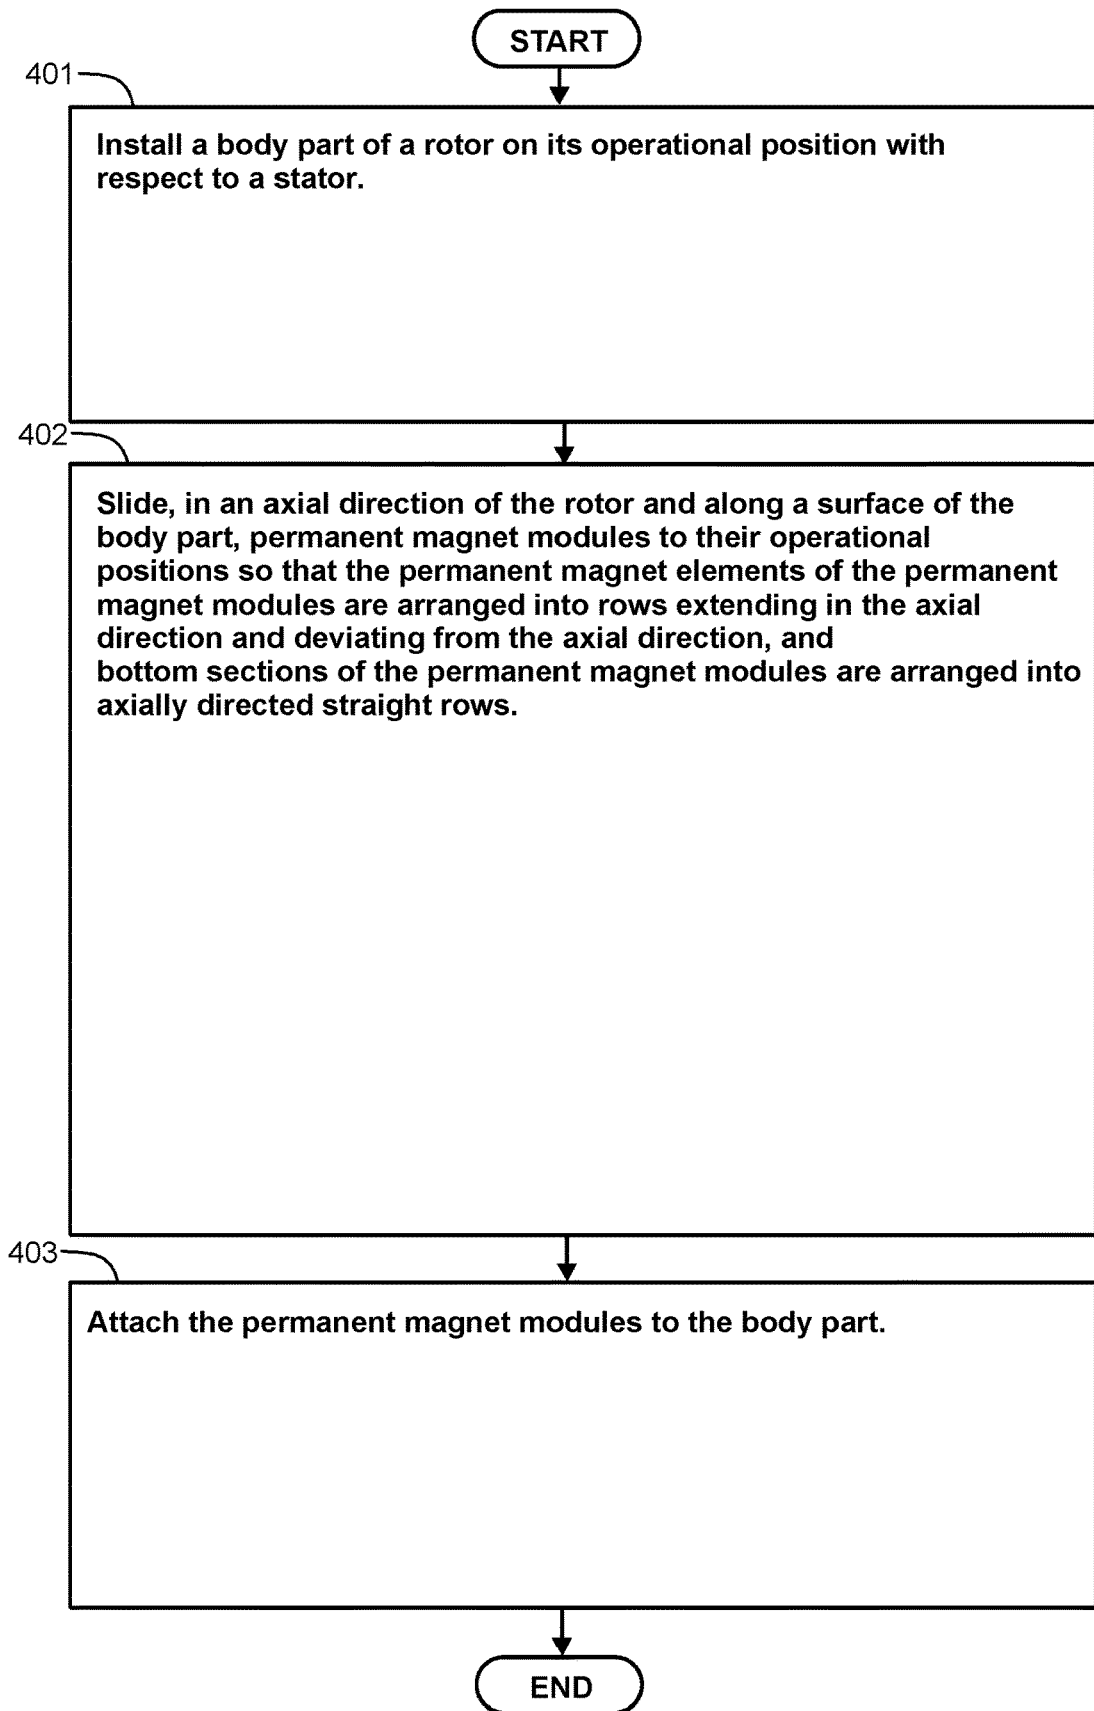 START
401
Install a body part of a rotor on its operational position with
respect to a stator.
402
Slide, in an axial direction of the rotor and along a surface of the
body part, permanent magnet modules to their operational
positions so that the permanent magnet elements of the permanent
magnet modules are arranged into rows extending in the axial
direction and deviating from the axial direction, and
bottom sections of the permanent magnet modules are arranged into
axially directed straight rows.
403
Attach the permanent magnet modules to the body part.
END